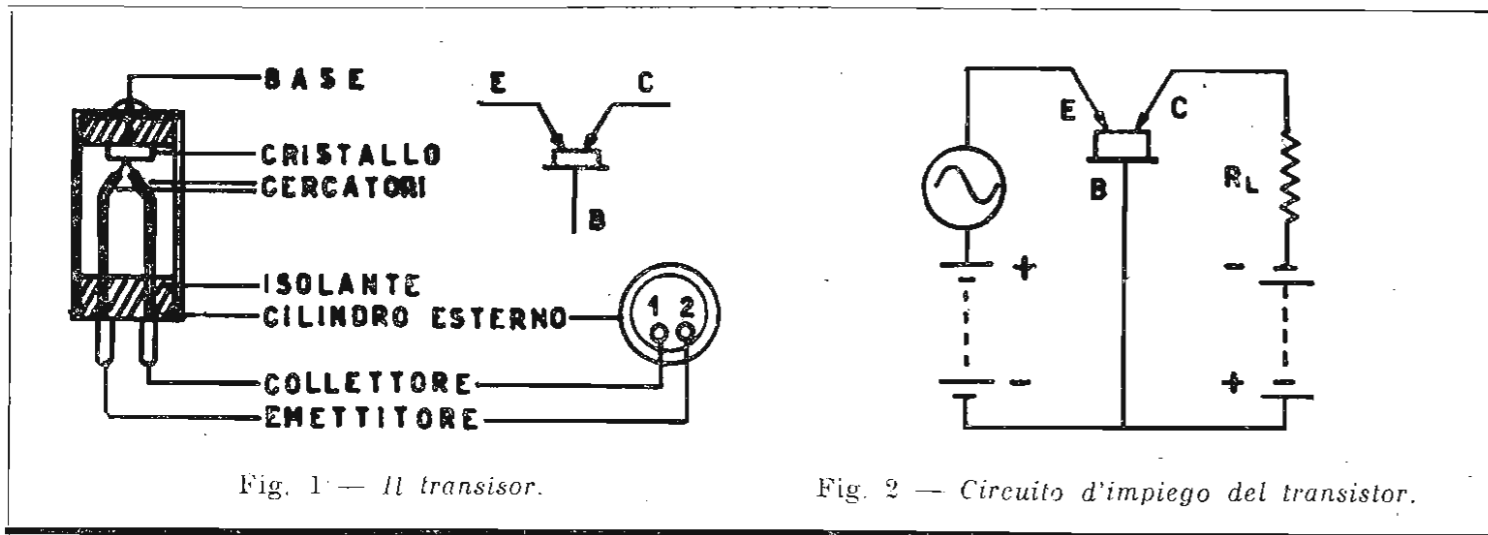 BASE
CRISTALLO
CERCATORI
ISOLANTE
CILINDRO ESTERNO
COLLETTORE
EMETTITORE
E C
B
1 2
Fig. 1 — Il transisor.
E C
B
RL
+ -
- +
Fig. 2 — Circuito d'impiego del transistor.